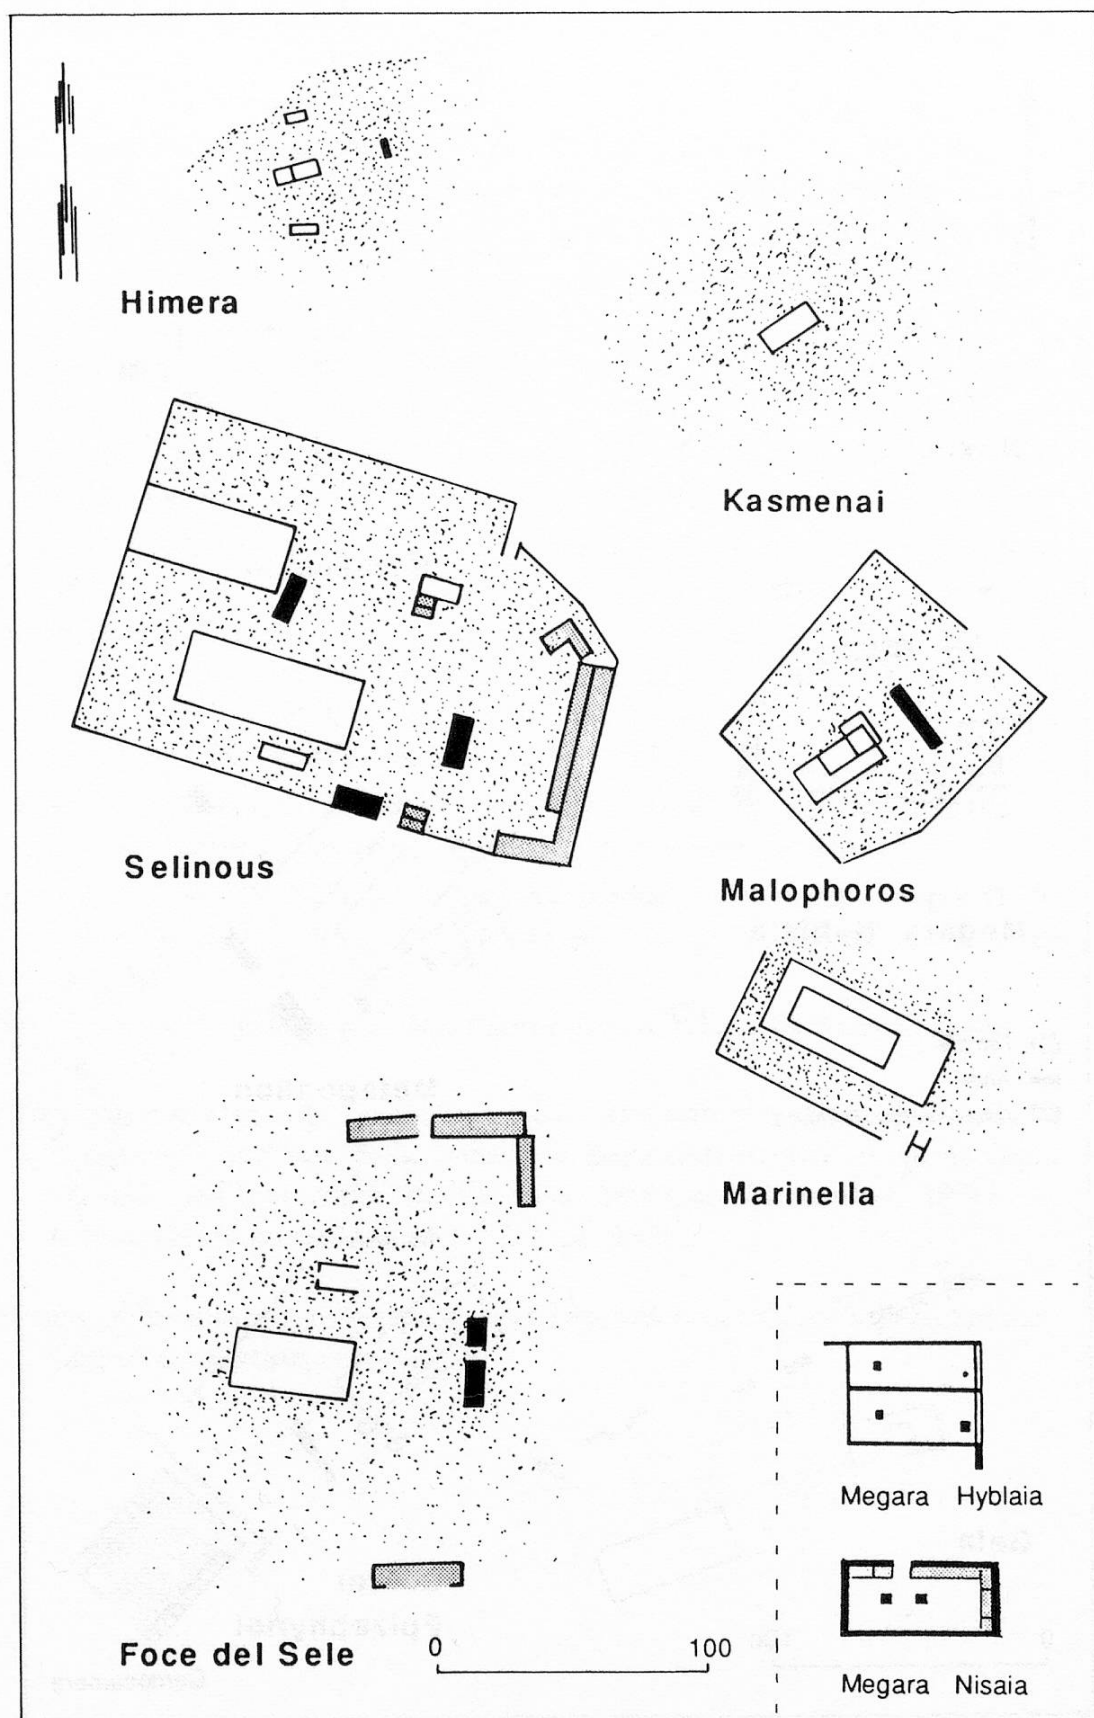 Himera
Kasmenai
Selinous
Malophoros
Marinella
Megara Hyblaia
Megara Nisaia
Foce del Sele
0 100